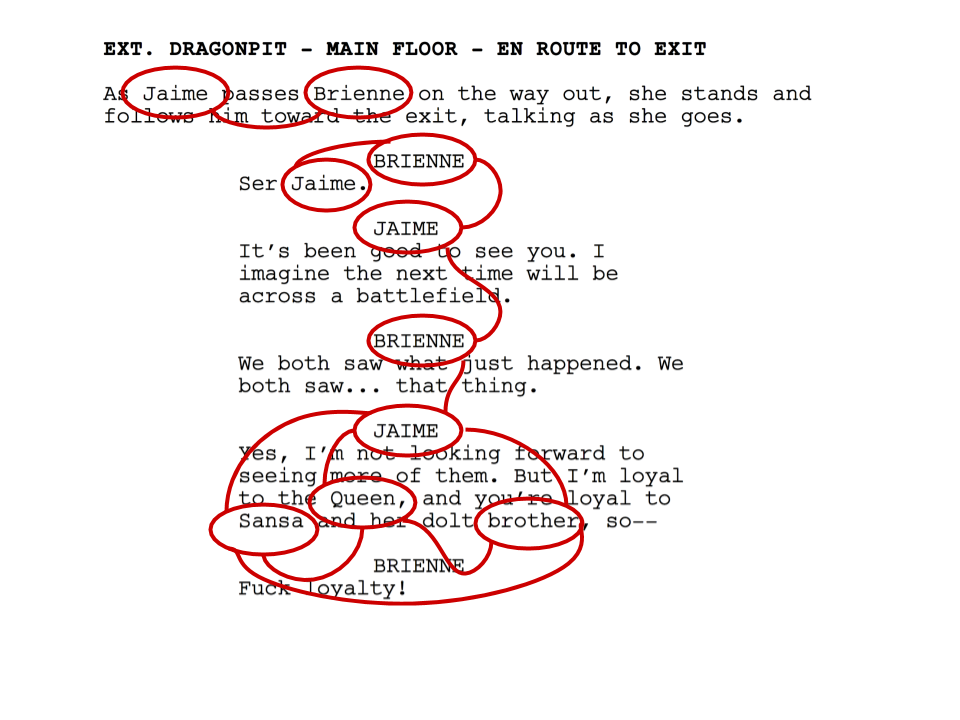 EXT. DRAGONPIT – MAIN FLOOR – EN ROUTE TO EXIT
As Jaime passes Brienne on the way out, she stands and
follows him toward the exit, talking as she goes.
BRIENNE
Ser Jaime.
JAIME
It’s been good to see you. I
imagine the next time will be
across a battlefield.
BRIENNE
We both saw what just happened. We
both saw... that thing.
JAIME
Yes, I’m not looking forward to
seeing more of them. But I’m loyal
to the Queen, and you’re loyal to
Sansa and her dolt brother, so––
BRIENNE
Fuck loyalty!